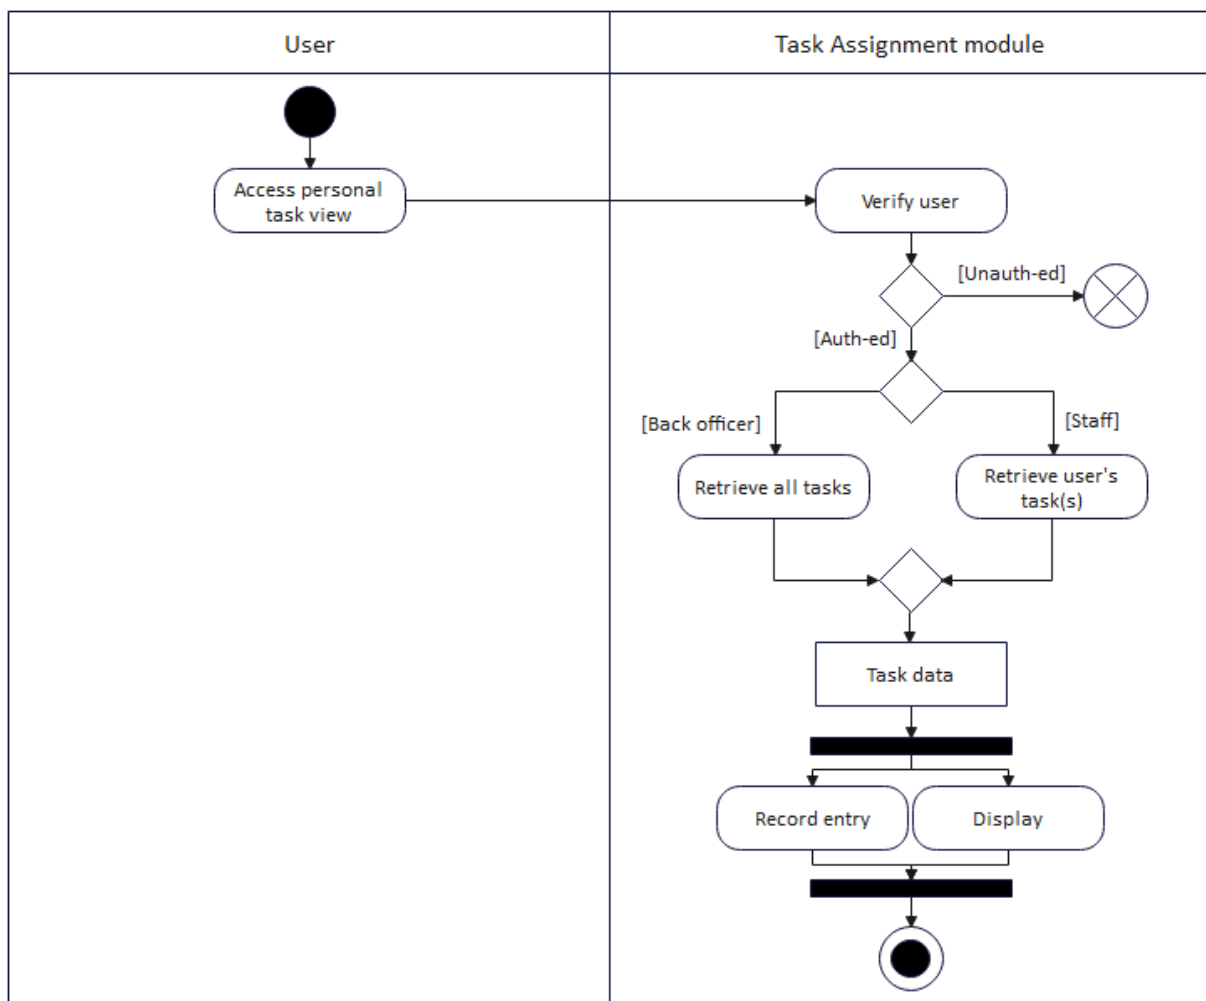 User
Task Assignment module
Access personal
task view
Verify user
[Unauth-ed]
[Auth-ed]
[Back officer]
[Staff]
Retrieve all tasks
Retrieve user's
task(s)
Task data
Record entry
Display